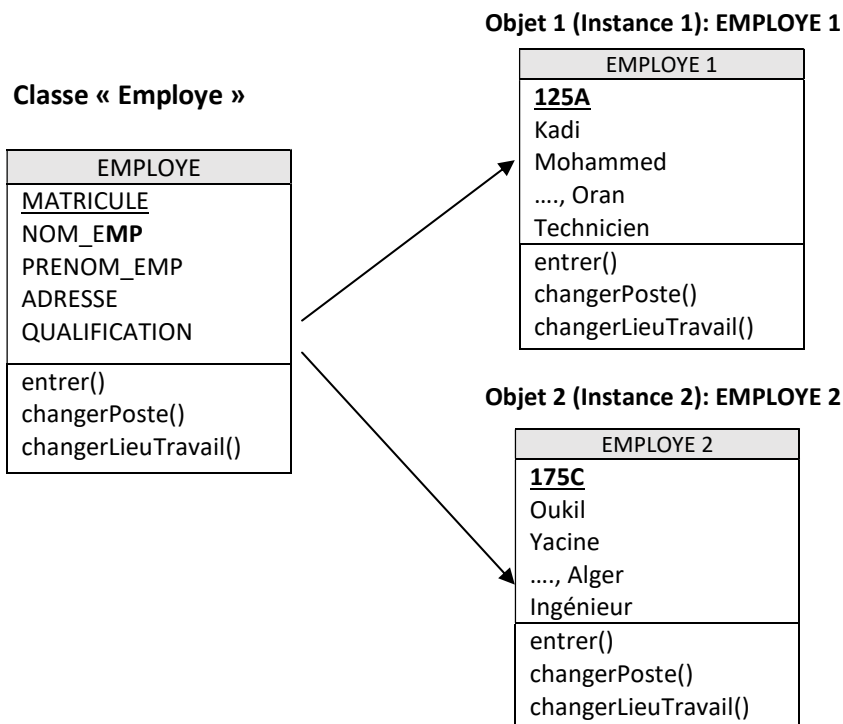 Classe « Employe »
EMPLOYE
MATRICULE
NOM_EMP
PRENOM_EMP
ADRESSE
QUALIFICATION
entrer()
changerPoste()
changerLieuTravail()
Objet 1 (Instance 1): EMPLOYE 1
EMPLOYE 1
125A
Kadi
Mohammed
...., Oran
Technicien
entrer()
changerPoste()
changerLieuTravail()
Objet 2 (Instance 2): EMPLOYE 2
EMPLOYE 2
175C
Oukil
Yacine
...., Alger
Ingénieur
entrer()
changerPoste()
changerLieuTravail()